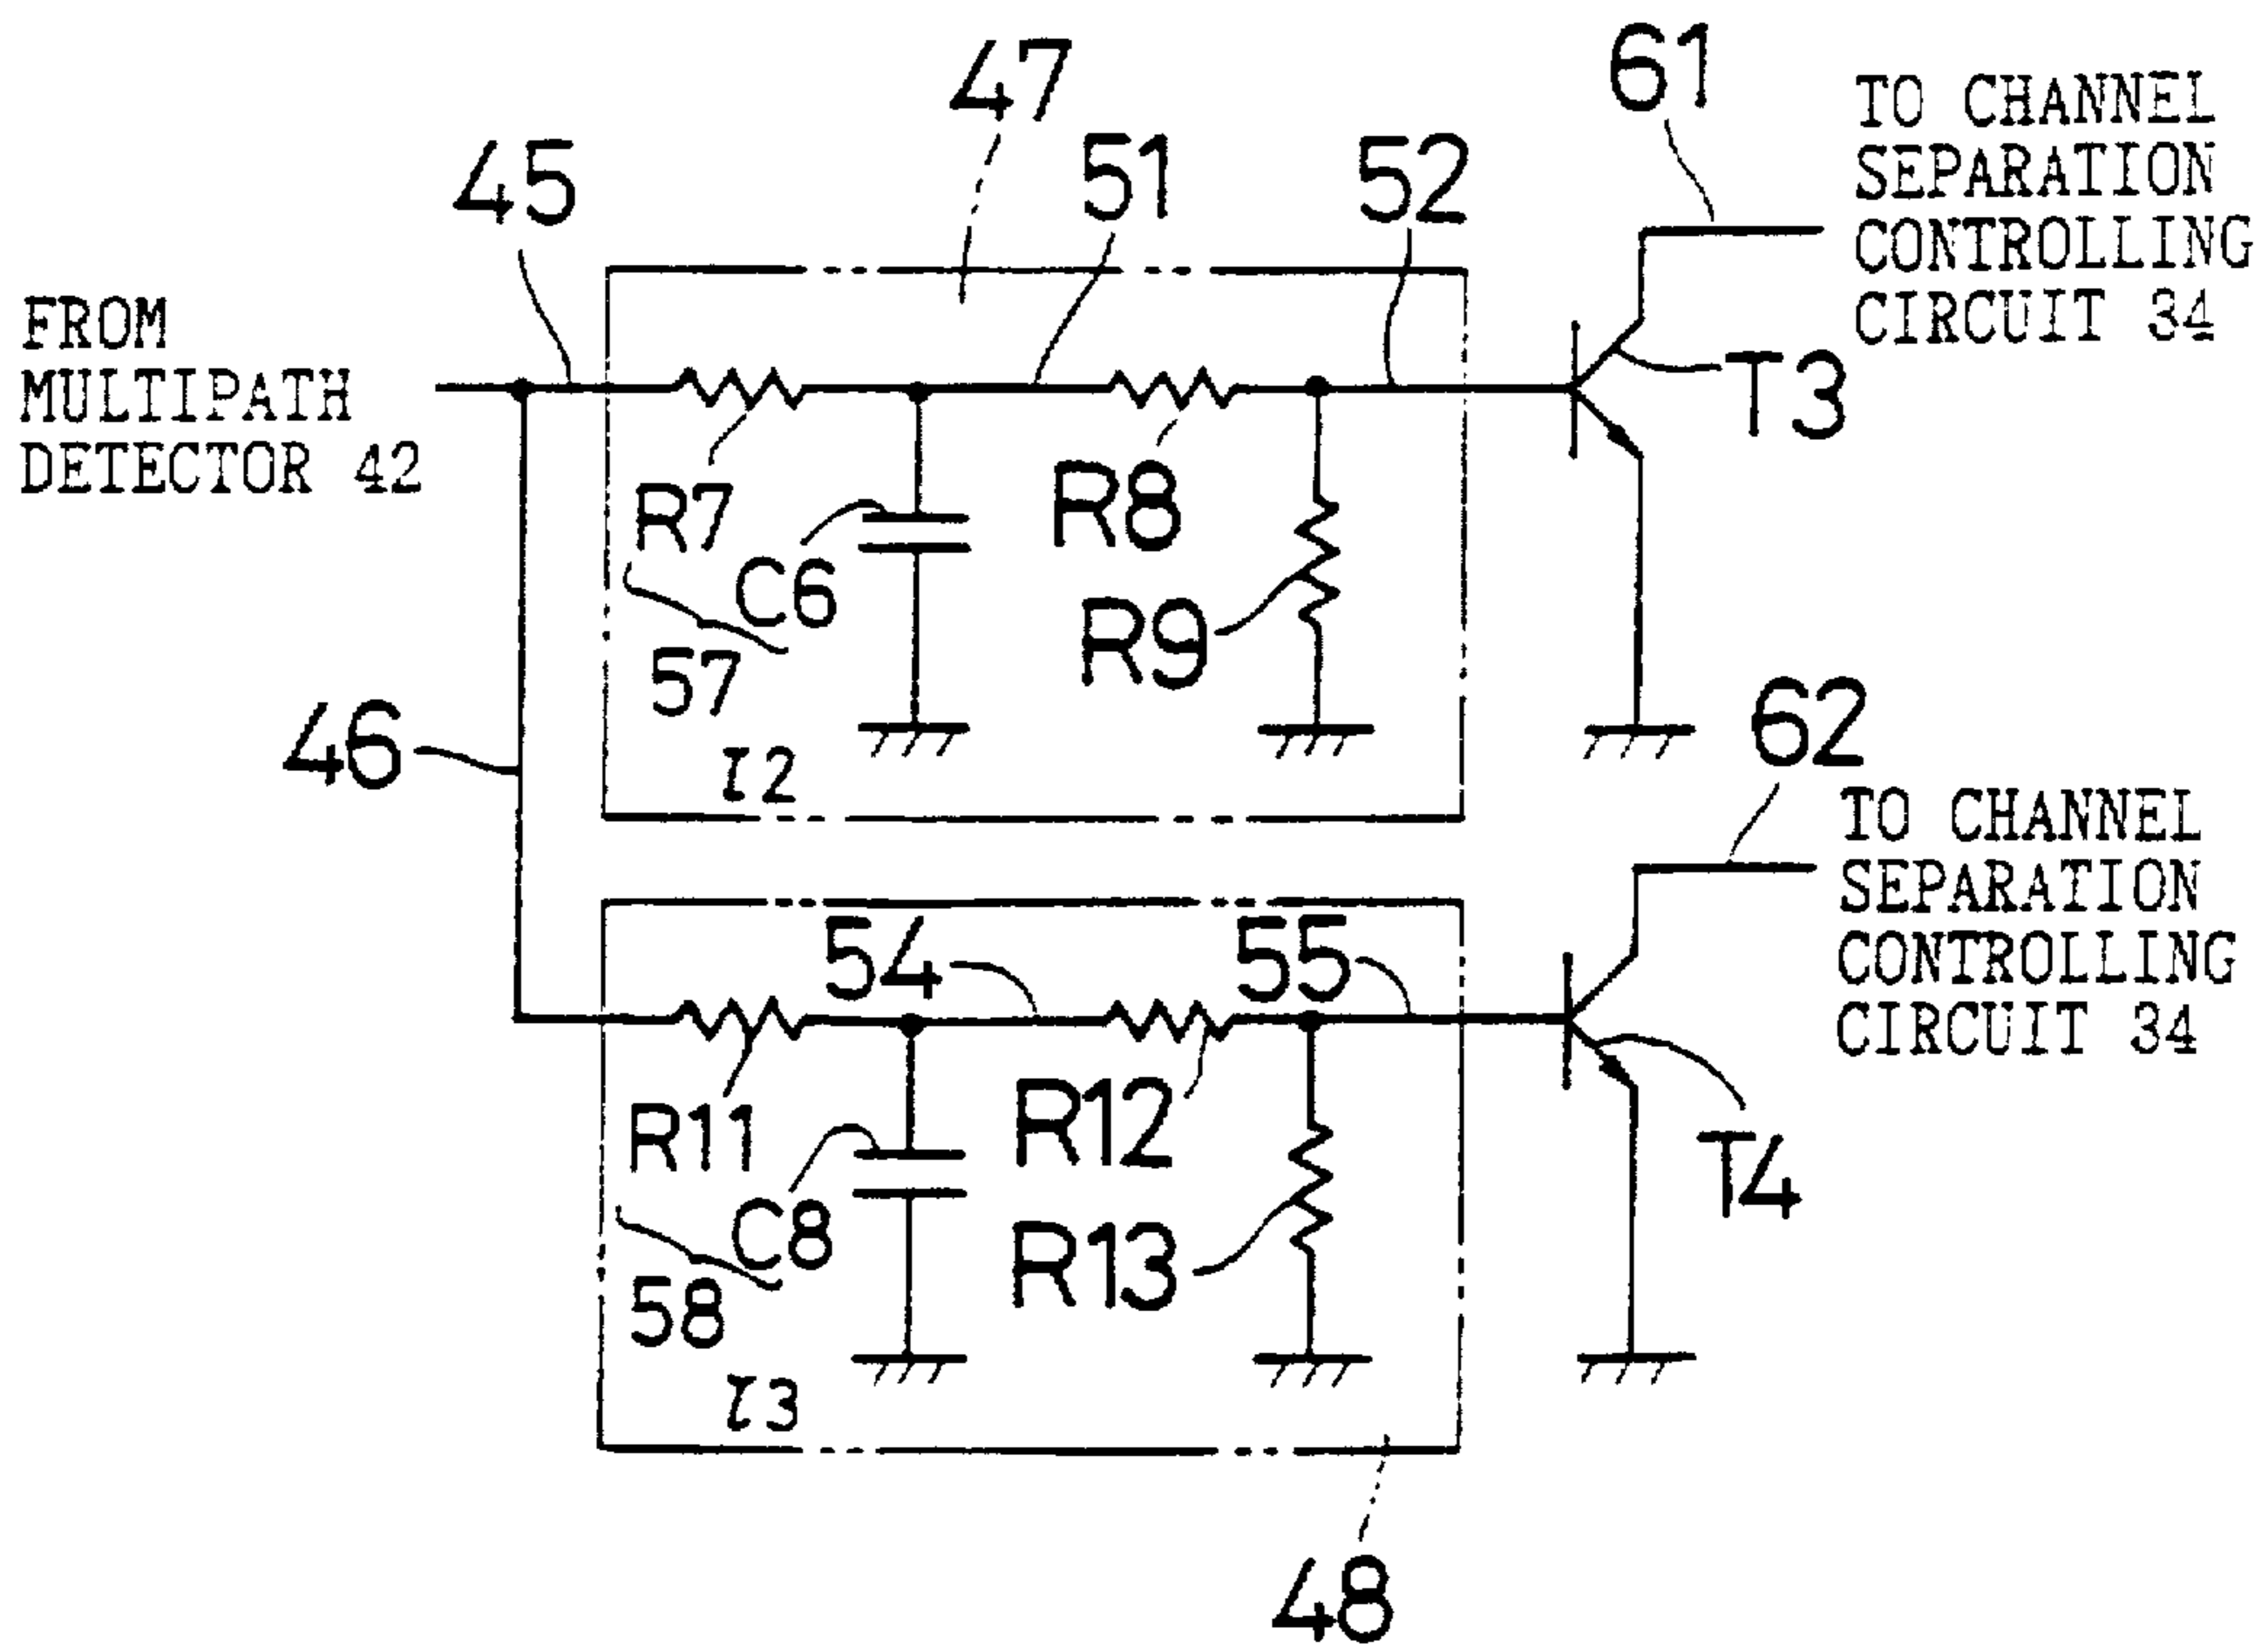 47
61
TO CHANNEL
SEPARATION
CONTROLLING
CIRCUIT 34
45
51
52
FROM
MULTIPATH
DETECTOR 42
T3
R7
C6
R8
R9
57
τ2
46
62
TO CHANNEL
SEPARATION
CONTROLLING
CIRCUIT 34
54
55
R11
C8
R12
R13
T4
58
τ3
48